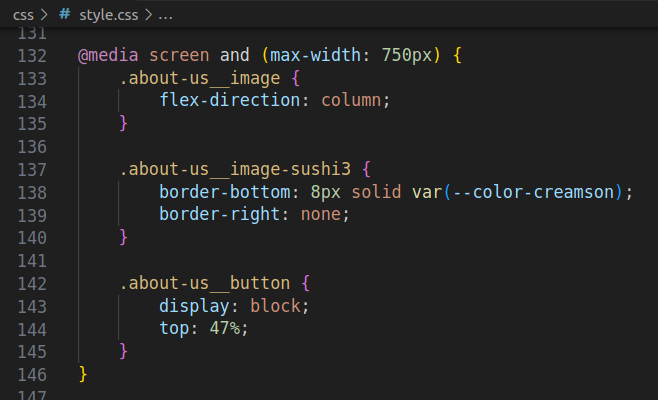 css > # style.css > ...
131
132 @media screen and (max-width: 750px) {
133 .about-us__image {
134 flex-direction: column;
135 }
136
137 .about-us__image-sushi3 {
138 border-bottom: 8px solid var(--color-creamson);
139 border-right: none;
140 }
141
142 .about-us__button {
143 display: block;
144 top: 47%;
145 }
146 }
147